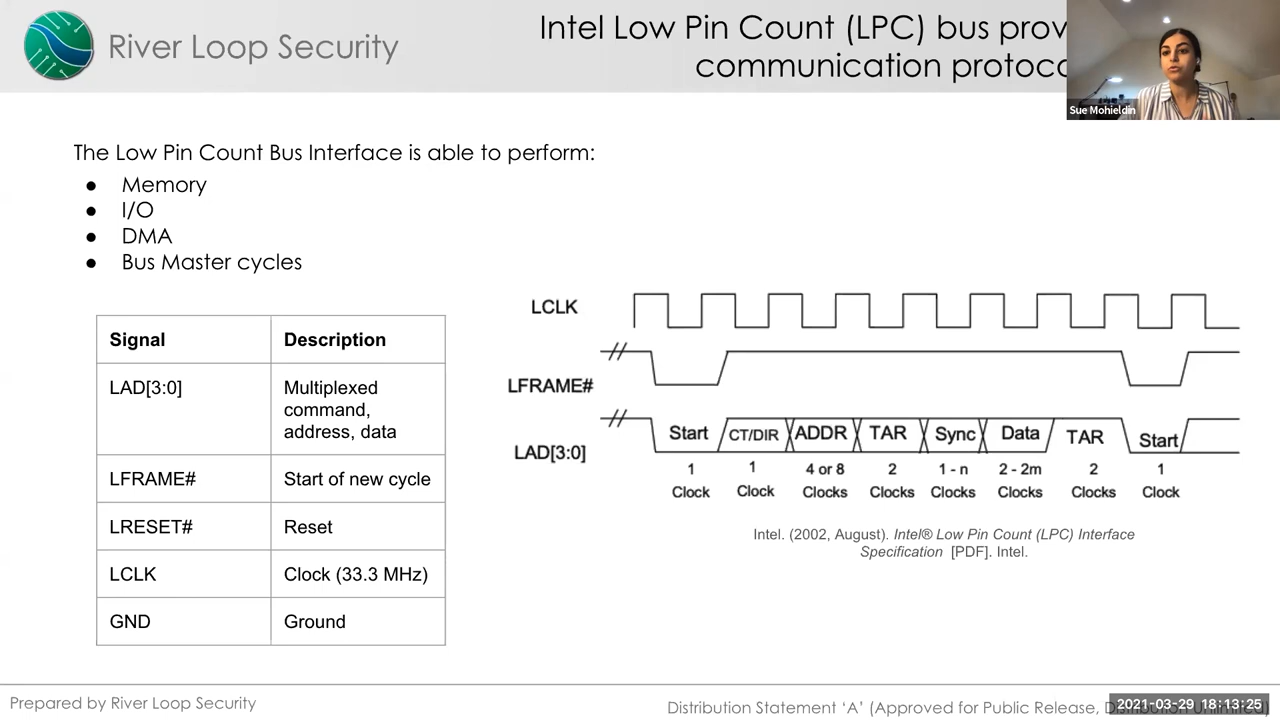 River Loop Security
Intel Low Pin Count (LPC) bus
communication
Sue Mohieldin
The Low Pin Count Bus Interface is able to perform:
● Memory
● I/O
● DMA
● Bus Master cycles
Signal Description
LAD[3:0] Multiplexed
command,
address, data
LFRAME# Start of new cycle
LRESET# Reset
LCLK Clock (33.3 MHz)
GND Ground
LCLK
LFRAME#
LAD[3:0]
Start CT/DIR ADDR TAR Sync Data TAR Start
1 1 4 or 8 2 1 - n 2 - 2m 2 1
Clock Clock Clocks Clocks Clocks Clocks Clocks Clock
Intel. (2002, August). Intel® Low Pin Count (LPC) Interface
Specification [PDF]. Intel.
Prepared by River Loop Security
Distribution Statement ‘A’ (Approved for Public Release,
2021-03-29 18:13:25